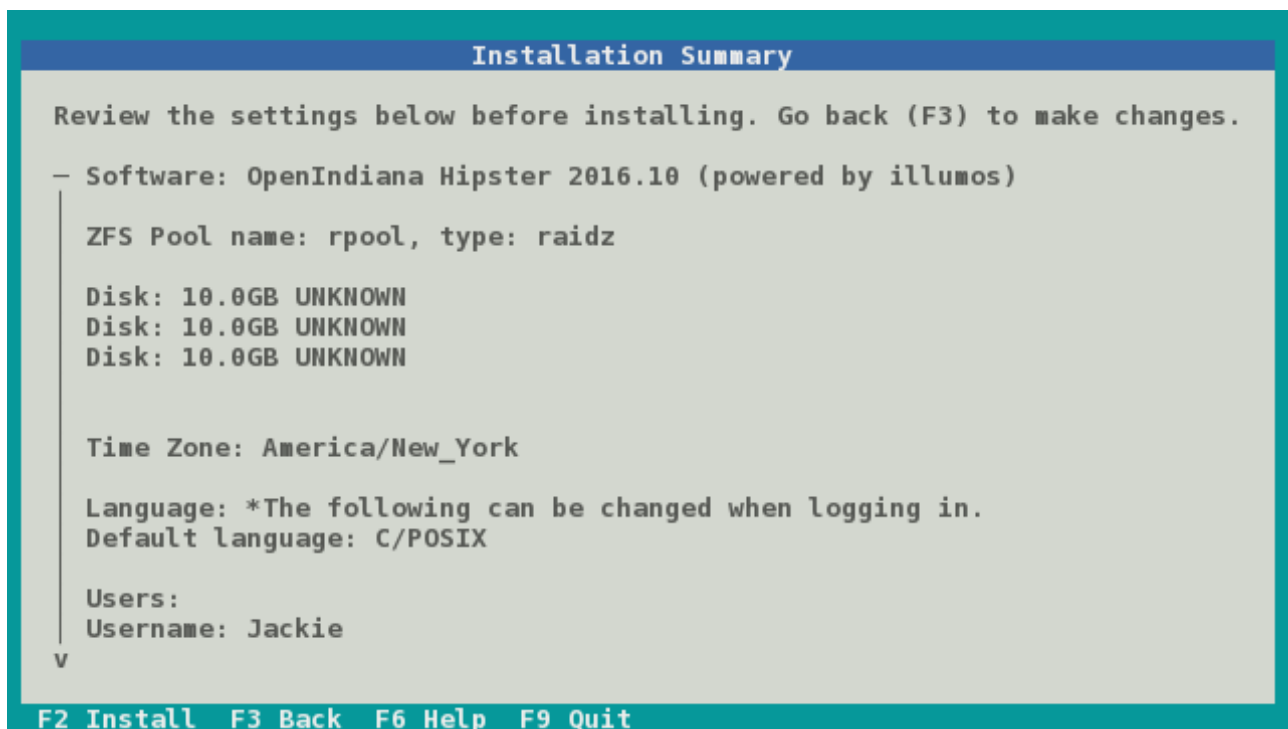 Installation Summary
Review the settings below before installing. Go back (F3) to make changes.
Software: OpenIndiana Hipster 2016.10 (powered by illumos)
ZFS Pool name: rpool, type: raidz
Disk: 10.0GB UNKNOWN
Disk: 10.0GB UNKNOWN
Disk: 10.0GB UNKNOWN
Time Zone: America/New_York
Language: *The following can be changed when logging in.
Default language: C/POSIX
Users:
Username: Jackie
v
F2 Install F3 Back F6 Help F9 Quit